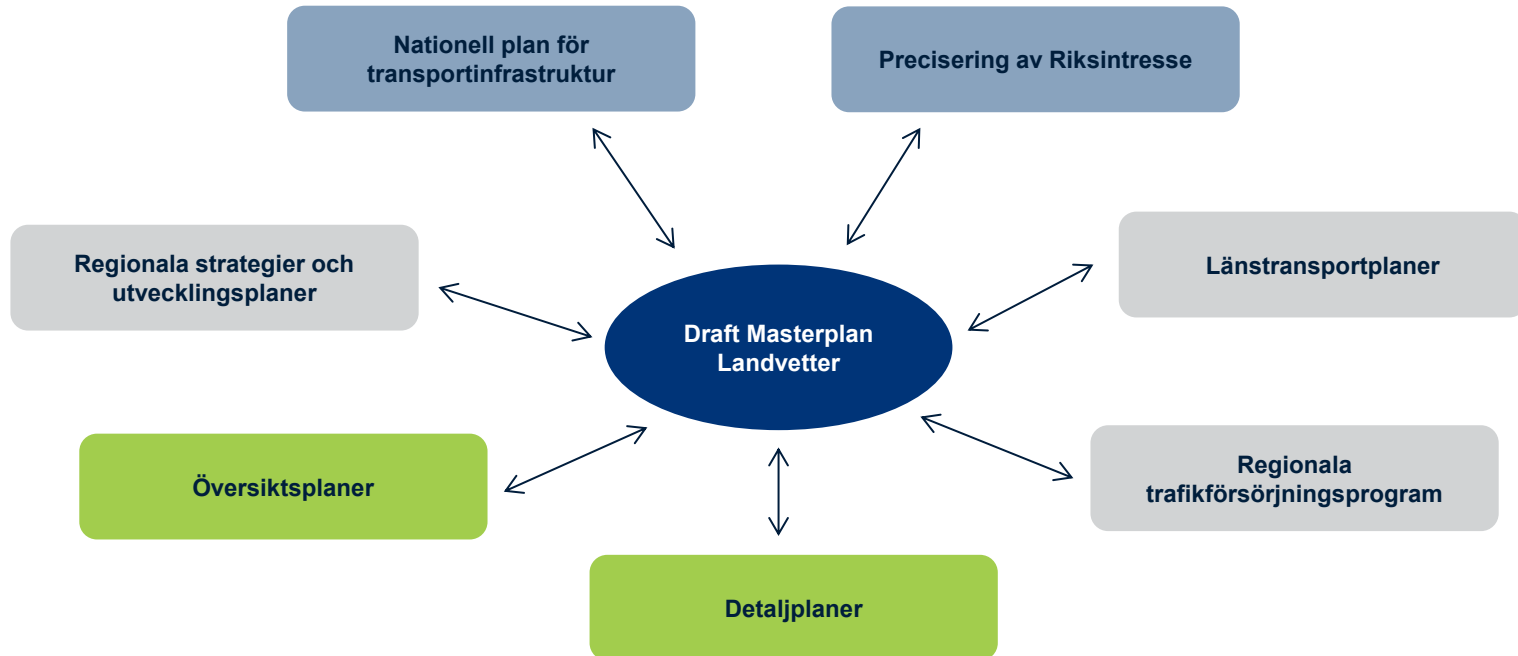 Nationell plan för
transportinfrastruktur
Precisering av Riksintresse
Regionala strategier och
utvecklingsplaner
Länstransportplaner
Draft Masterplan
Landvetter
Översiktsplaner
Regionala
trafikförsörjningsprogram
Detaljplaner